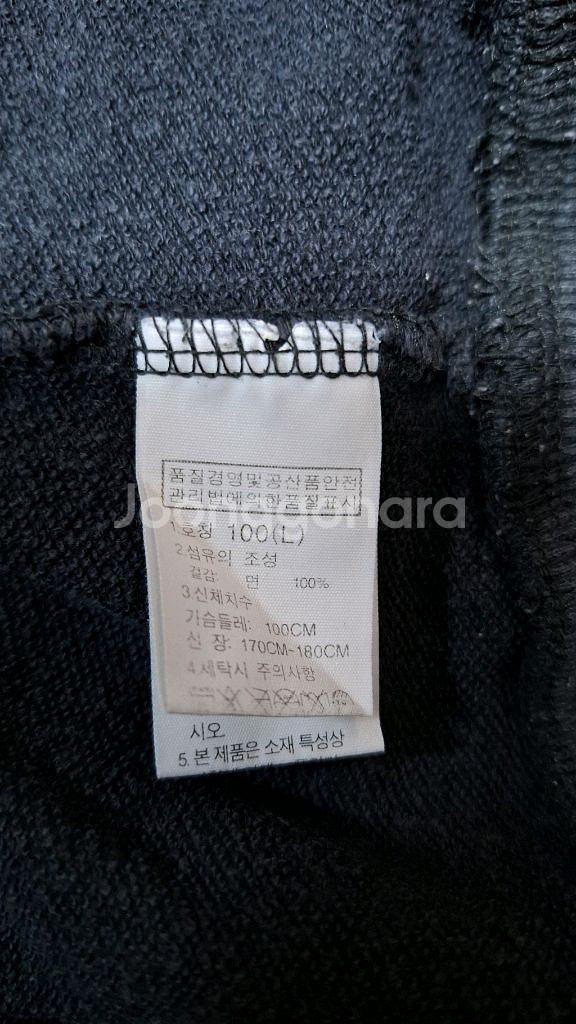 품질경영및공산품안전
관리법에의한품질표시
Joonggonara
1호칭 100(L)
2섬유의 조성
겉감: 면 100%
3.신체치수
가슴둘레: 100CM
신 장: 170CM~180CM
4.세탁시 주의사항
시오
5.본 제품은 소재 특성상